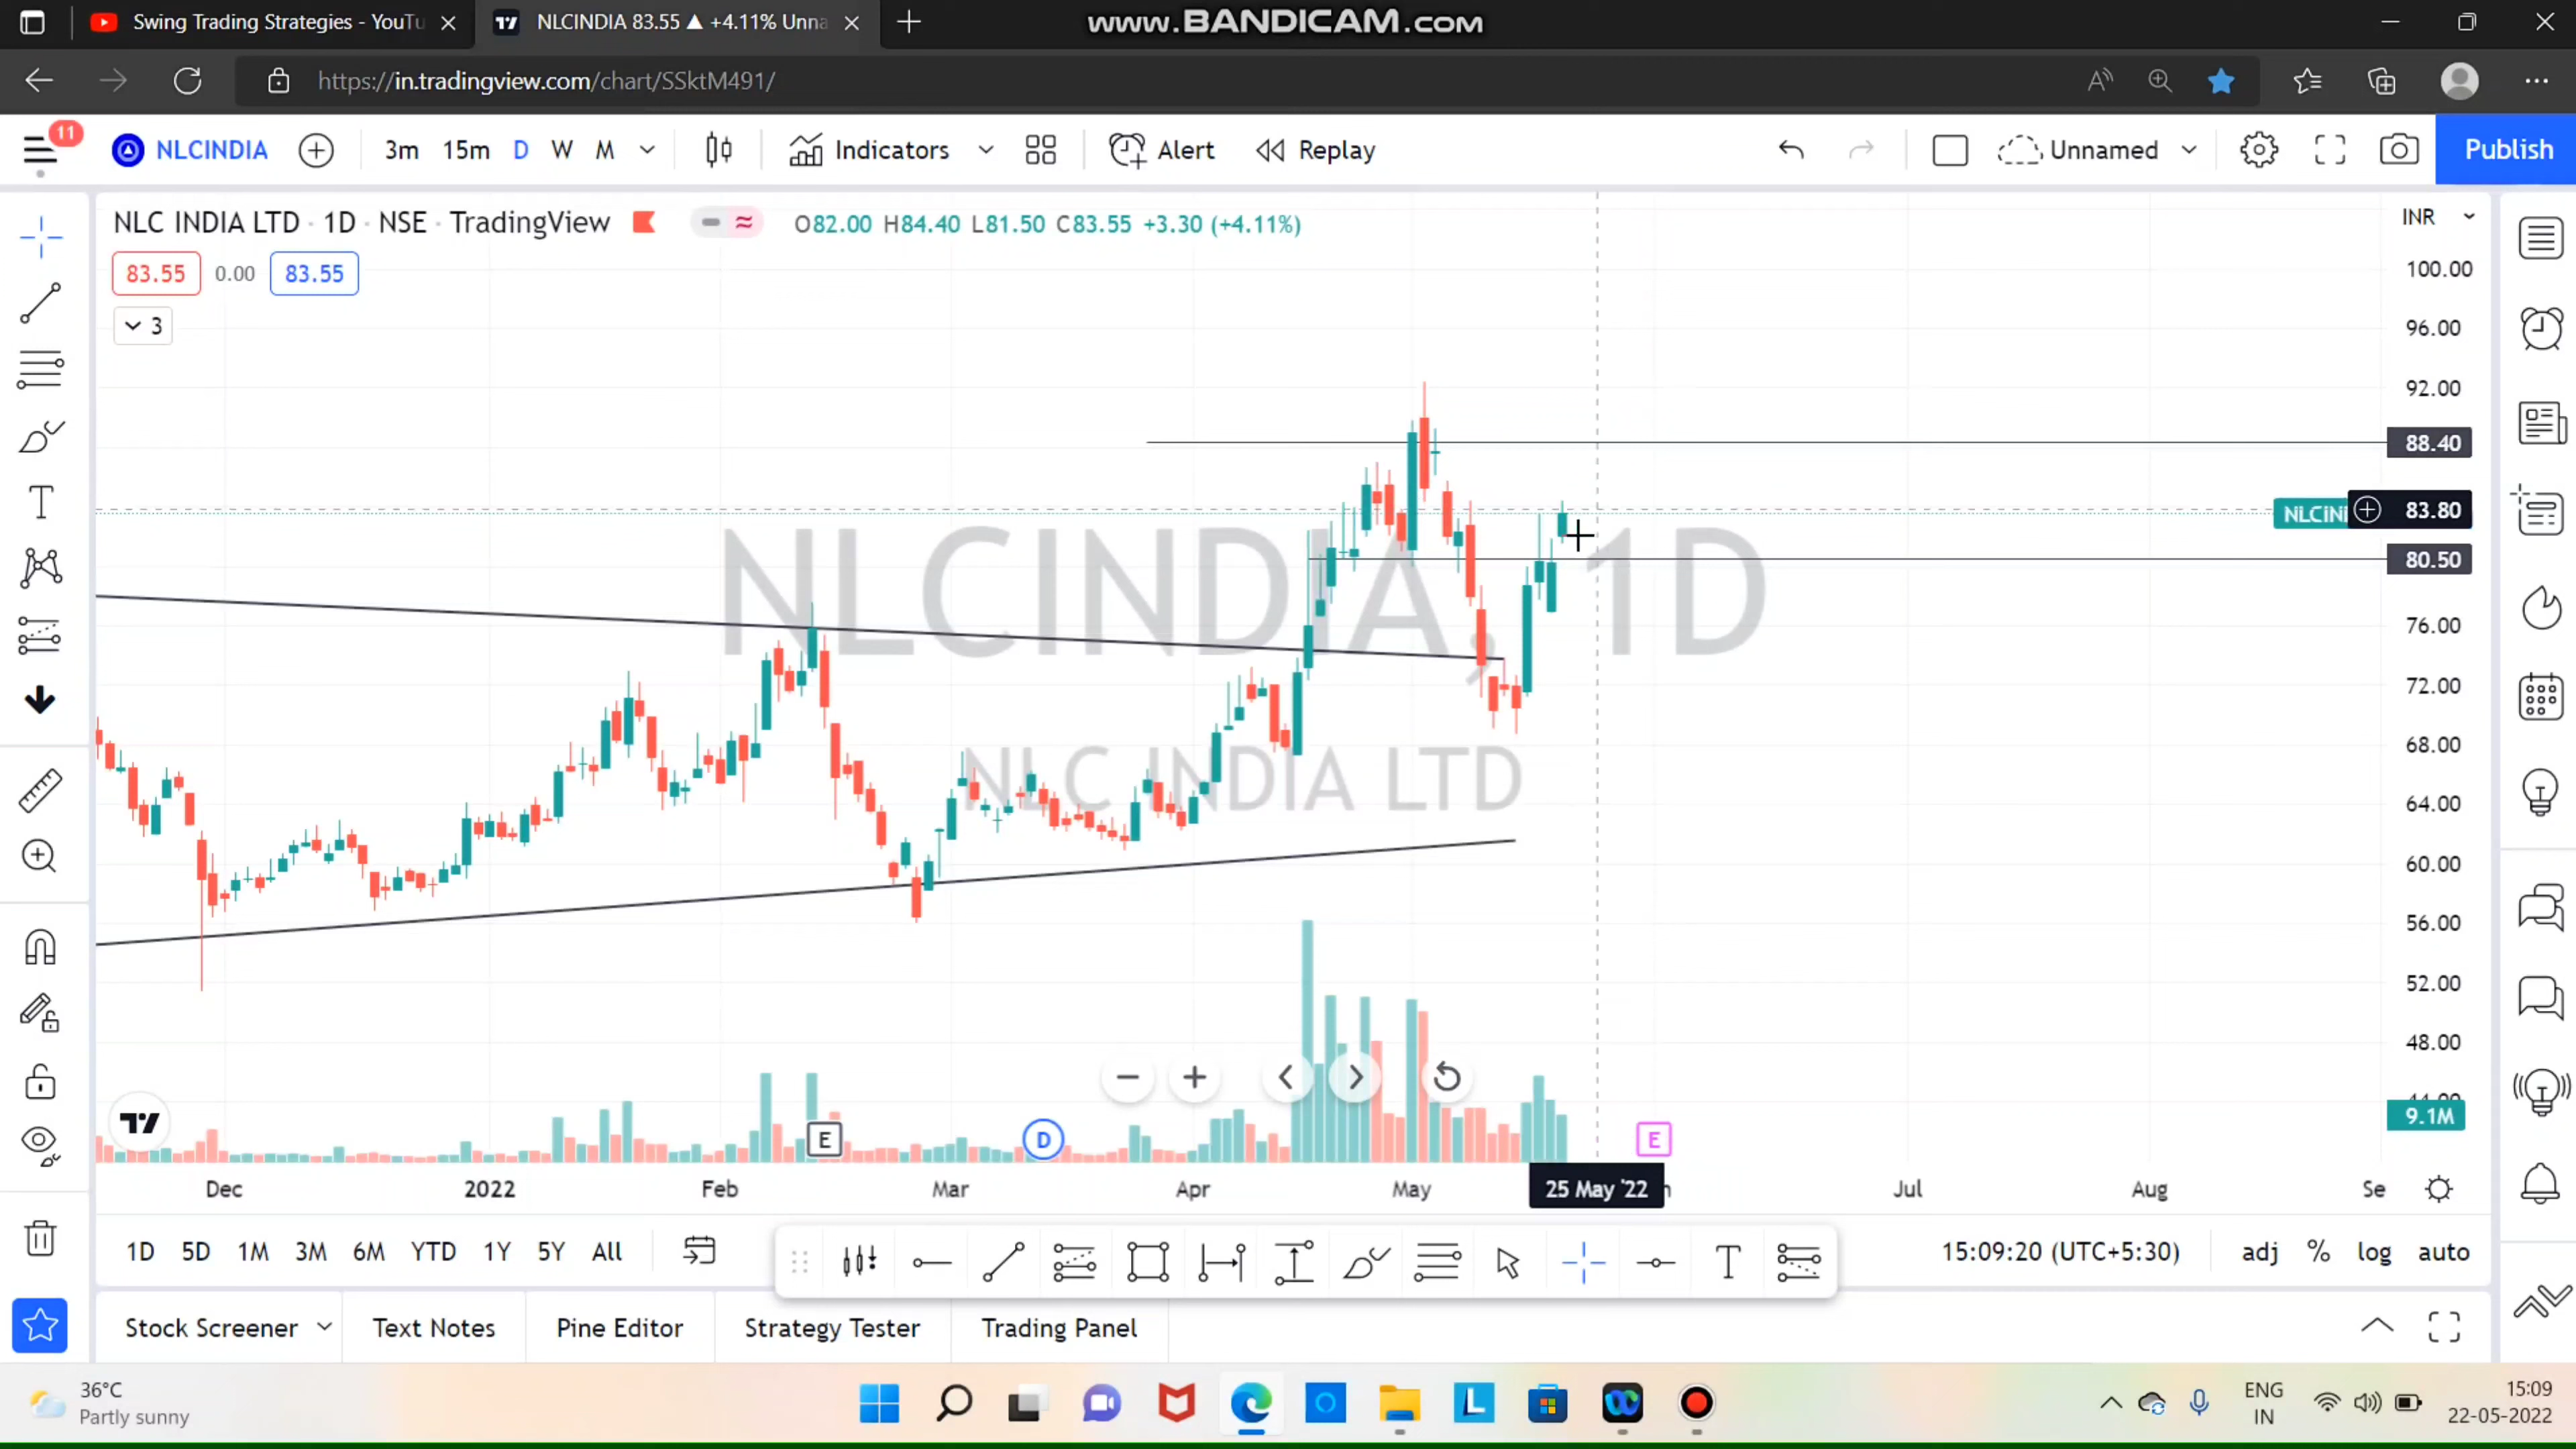 Swing Trading Strategies - YouTu
NLCINDIA 83.55 ▲ +4.11% Unna
www.BANDICAM.com
https://in.tradingview.com/chart/SSktM491/
11
NLCINDIA
3m 15m D W M
Indicators
Alert
Replay
Unnamed
Publish
NLC INDIA LTD · 1D · NSE · TradingView
O82.00 H84.40 L81.50 C83.55 +3.30 (+4.11%)
INR
83.55 0.00 83.55
3
100.00
96.00
92.00
88.40
NLCINI
83.80
80.50
76.00
72.00
68.00
64.00
60.00
56.00
52.00
48.00
9.1M
NLCINDIA, 1D
NLC INDIA LTD
E
D
E
Dec 2022 Feb Mar Apr May 25 May '22 Jul Aug Se
1D 5D 1M 3M 6M YTD 1Y 5Y All
T
15:09:20 (UTC+5:30)
adj % log auto
Stock Screener
Text Notes
Pine Editor
Strategy Tester
Trading Panel
36°C
Partly sunny
ENG
IN
15:09
22-05-2022